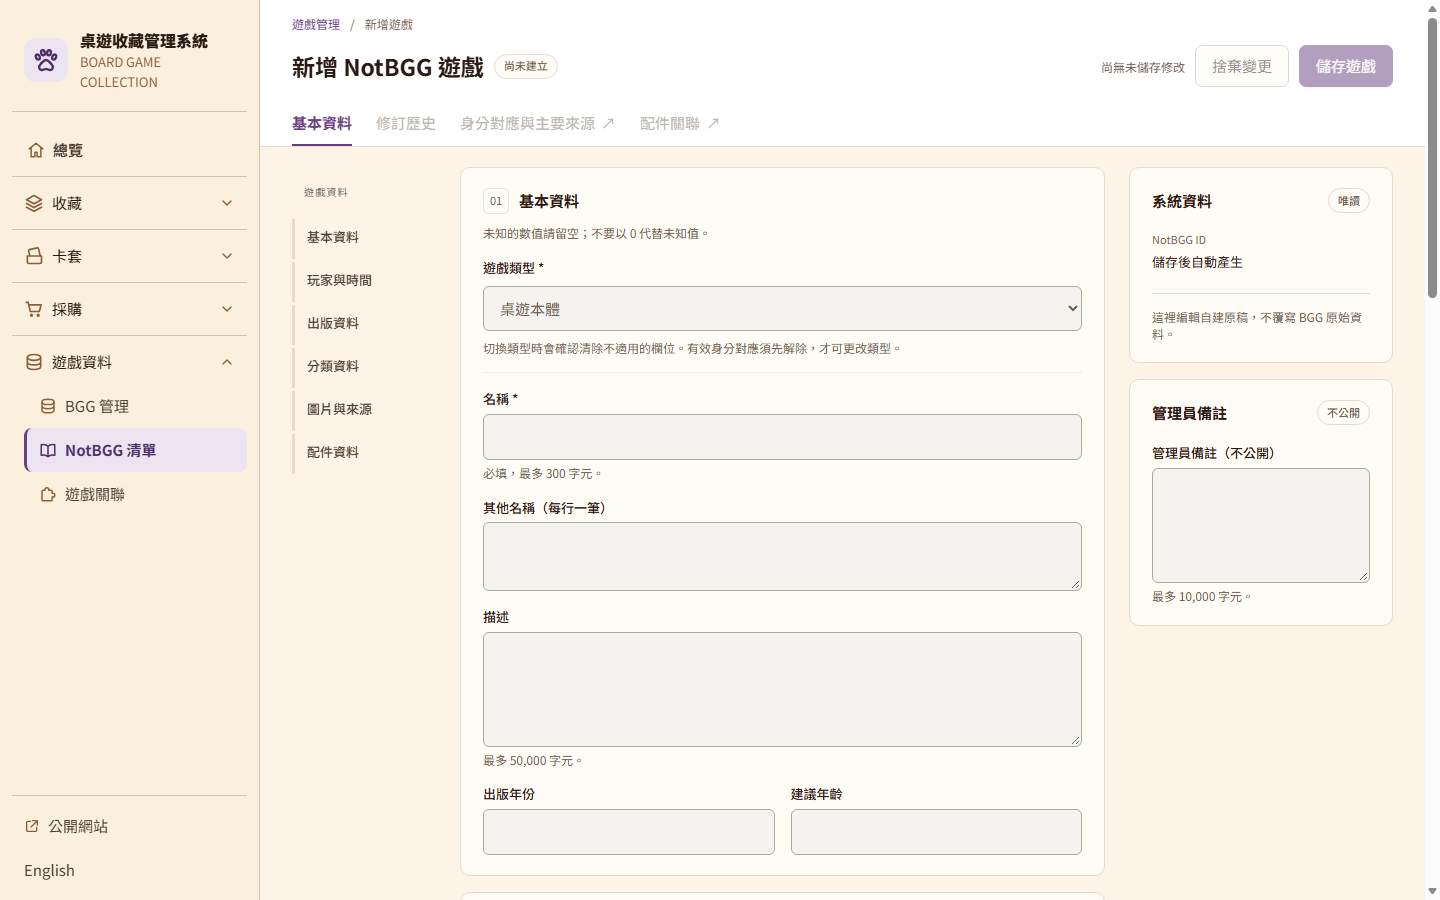 桌遊收藏管理系統
BOARD GAME
COLLECTION
總覽
收藏
卡套
採購
遊戲資料
BGG 管理
NotBGG 清單
遊戲關聯
公開網站
English
遊戲管理 / 新增遊戲
新增 NotBGG 遊戲 尚未建立
尚無未儲存修改 捨棄變更 儲存遊戲
基本資料 修訂歷史 身分對應與主要來源 ↗ 配件關聯 ↗
遊戲資料
基本資料
玩家與時間
出版資料
分類資料
圖片與來源
配件資料
01 基本資料
未知的數值請留空；不要以 0 代替未知值。
遊戲類型 *
桌遊本體
切換類型時會確認清除不適用的欄位。有效身分對應須先解除，才可更改類型。
名稱 *
必填，最多 300 字元。
其他名稱（每行一筆）
描述
最多 50,000 字元。
出版年份 建議年齡
系統資料 唯讀
NotBGG ID
儲存後自動產生
這裡編輯自建原稿，不覆寫 BGG 原始資
料。
管理員備註 不公開
管理員備註（不公開）
最多 10,000 字元。